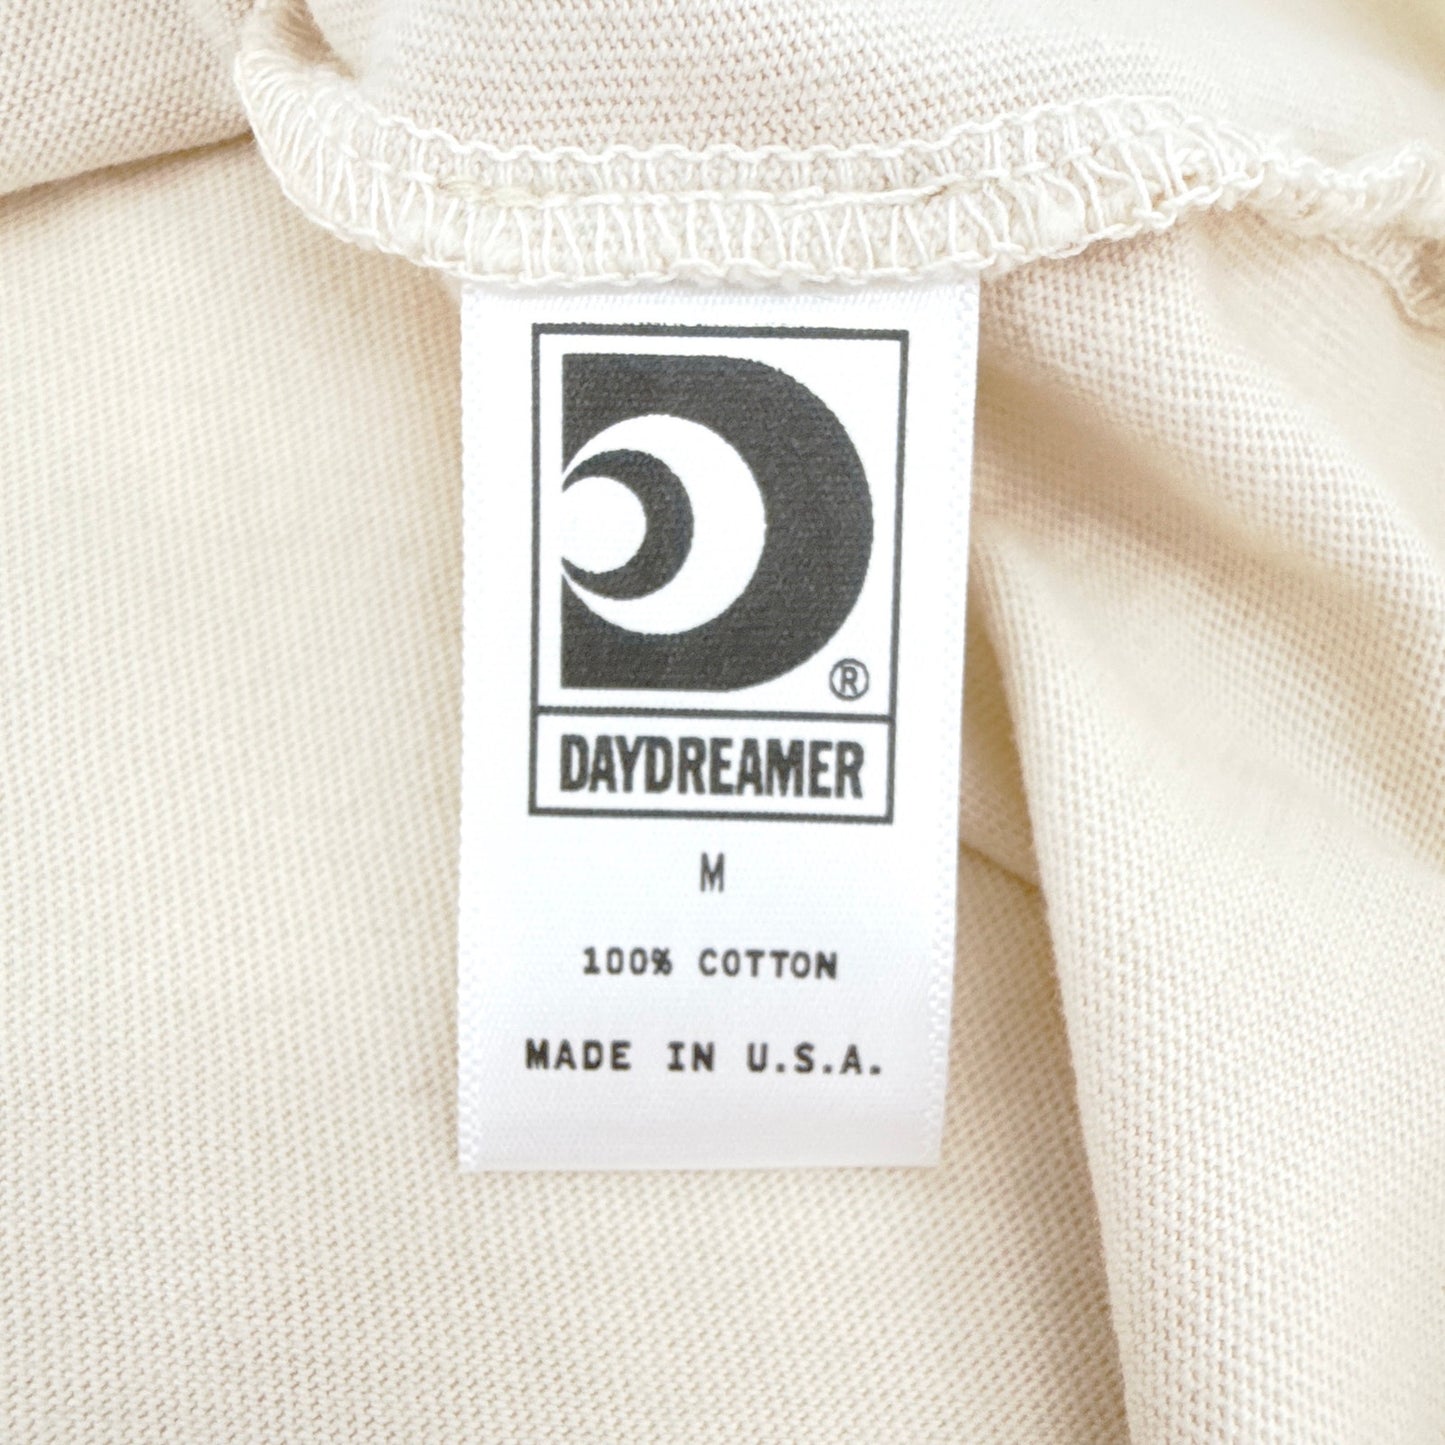 ®
DAYDREAMER
M
100% COTTON
MADE IN U.S.A.